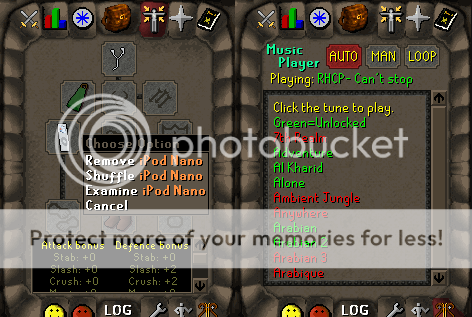 Choose Option
Remove iPod Nano
Shuffle iPod Nano
Examine iPod Nano
Cancel
Attack bonus
Stab: +0
Slash: +0
Crush: +0
Defence bonus
Stab: +0
Slash: +2
Crush: +2
LOG
Music Player
AUTO MAN LOOP
Playing: RHCP- Can't stop
Click the tune to play.
Green=Unlocked
7th Realm
Adventure
Al Kharid
Alone
Ambient Jungle
Anywhere
Arabian
Arabian 2
Arabian 3
Arabique
LOG
photobucket
Protect more of your memories for less!